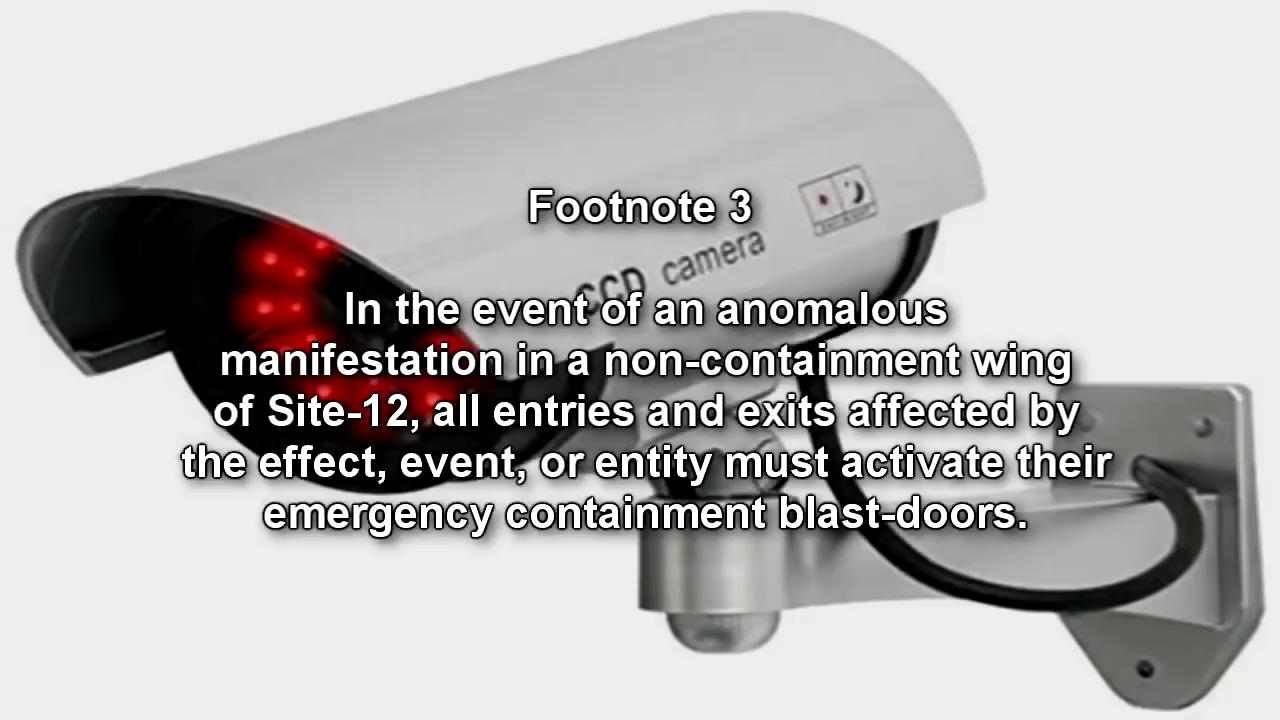 Footnote 3
CCD camera
In the event of an anomalous
manifestation in a non-containment wing
of Site-12, all entries and exits affected by
the effect, event, or entity must activate their
emergency containment blast-doors.